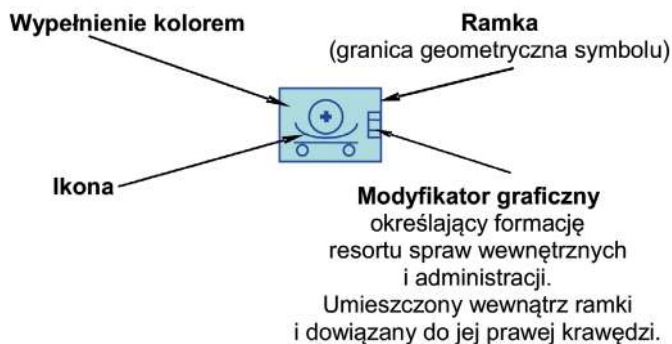 Wypełnienie kolorem
Ramka
(granica geometryczna symbolu)
Ikona
Modyfikator graficzny
określający formację
resortu spraw wewnętrznych
i administracji.
Umieszczony wewnątrz ramki
i dowiązany do jej prawej krawędzi.